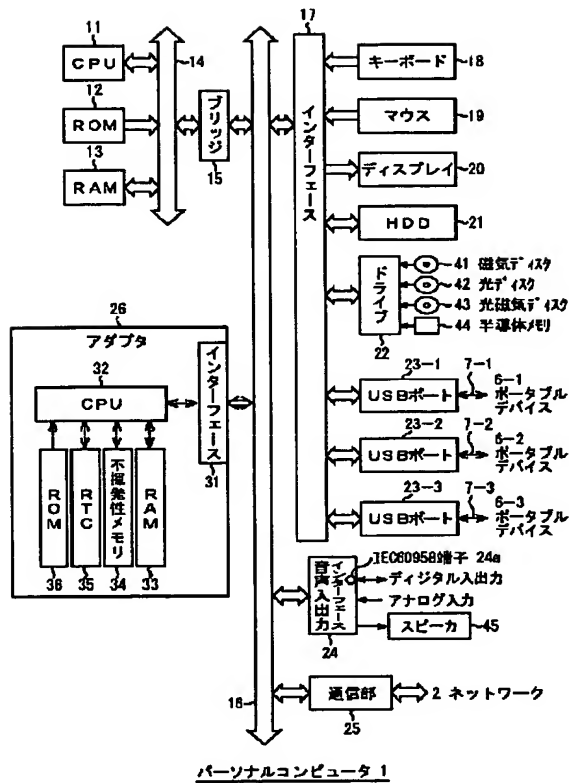 11
CPU
12
ROM
13
RAM
14
ブリッジ
15
17
インターフェース
キーボード
18
マウス
19
ディスプレイ
20
HDD
21
ドライブ
22
41 磁気ディスク
42 光ディスク
43 光磁気ディスク
44 半導体メモリ
23-1
USBポート
7-1
6-1
ポータブル
デバイス
23-2
USBポート
7-2
6-2
ポータブル
デバイス
23-3
USBポート
7-3
6-3
ポータブル
デバイス
26
アダプタ
32
CPU
インターフェース
31
ROM
36
RTC
35
不揮発性メモリ
34
RAM
33
IEC60958端子 24a
音声入出力
インターフェース
24
ディジタル入出力
アナログ入力
スピーカ
45
16
通信部
25
2 ネットワーク
パーソナルコンピュータ 1